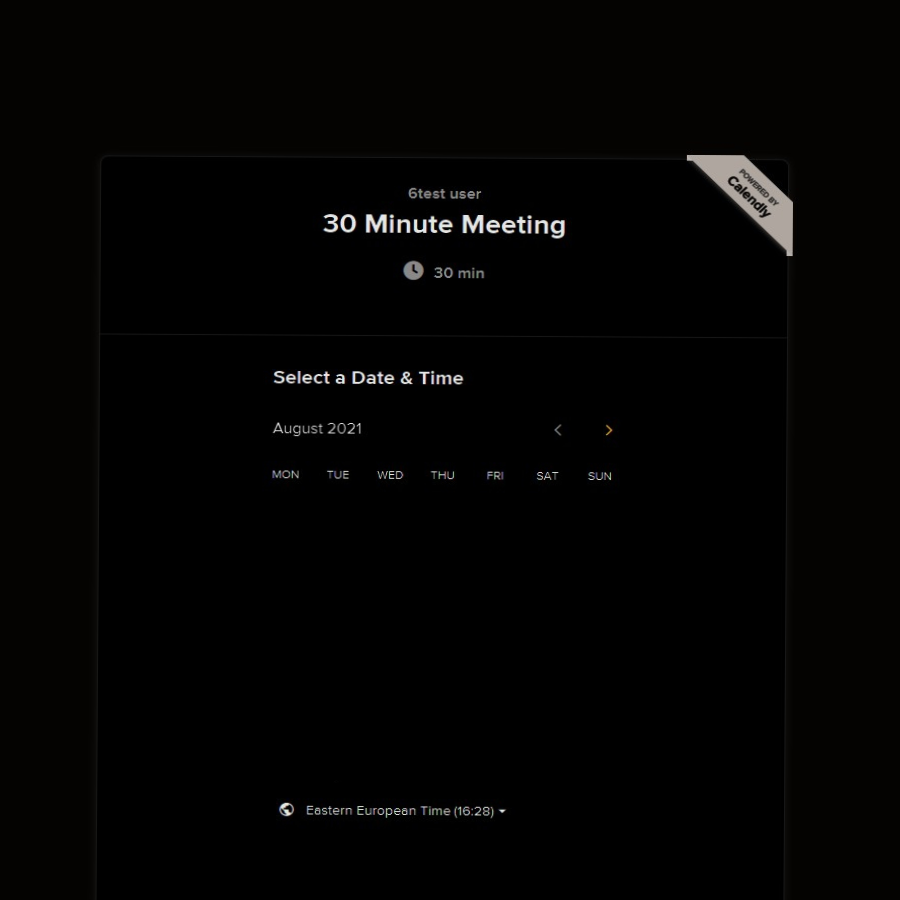 POWERED BY
Calendly
6test user
30 Minute Meeting
30 min
Select a Date & Time
August 2021
MON TUE WED THU FRI SAT SUN
Eastern European Time (16:28)